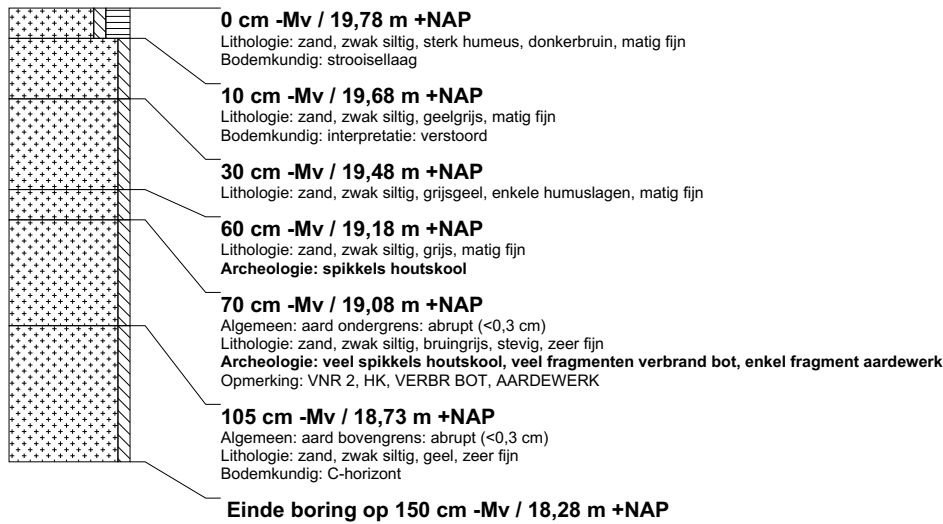 0 cm -Mv / 19,78 m +NAP
Lithologie: zand, zwak siltig, sterk humeus, donkerbruin, matig fijn
Bodemkundig: strooisellaag
10 cm -Mv / 19,68 m +NAP
Lithologie: zand, zwak siltig, geelgrijs, matig fijn
Bodemkundig: interpretatie: verstoord
30 cm -Mv / 19,48 m +NAP
Lithologie: zand, zwak siltig, grijsgeel, enkele humuslagen, matig fijn
60 cm -Mv / 19,18 m +NAP
Lithologie: zand, zwak siltig, grijs, matig fijn
Archeologie: spikkels houtskool
70 cm -Mv / 19,08 m +NAP
Algemeen: aard ondergrens: abrupt (<0,3 cm)
Lithologie: zand, zwak siltig, bruingrijs, stevig, zeer fijn
Archeologie: veel spikkels houtskool, veel fragmenten verbrand bot, enkel fragment aardewerk
Opmerking: VNR 2, HK, VERBR BOT, AARDEWERK
105 cm -Mv / 18,73 m +NAP
Algemeen: aard bovengrens: abrupt (<0,3 cm)
Lithologie: zand, zwak siltig, geel, zeer fijn
Bodemkundig: C-horizont
Einde boring op 150 cm -Mv / 18,28 m +NAP